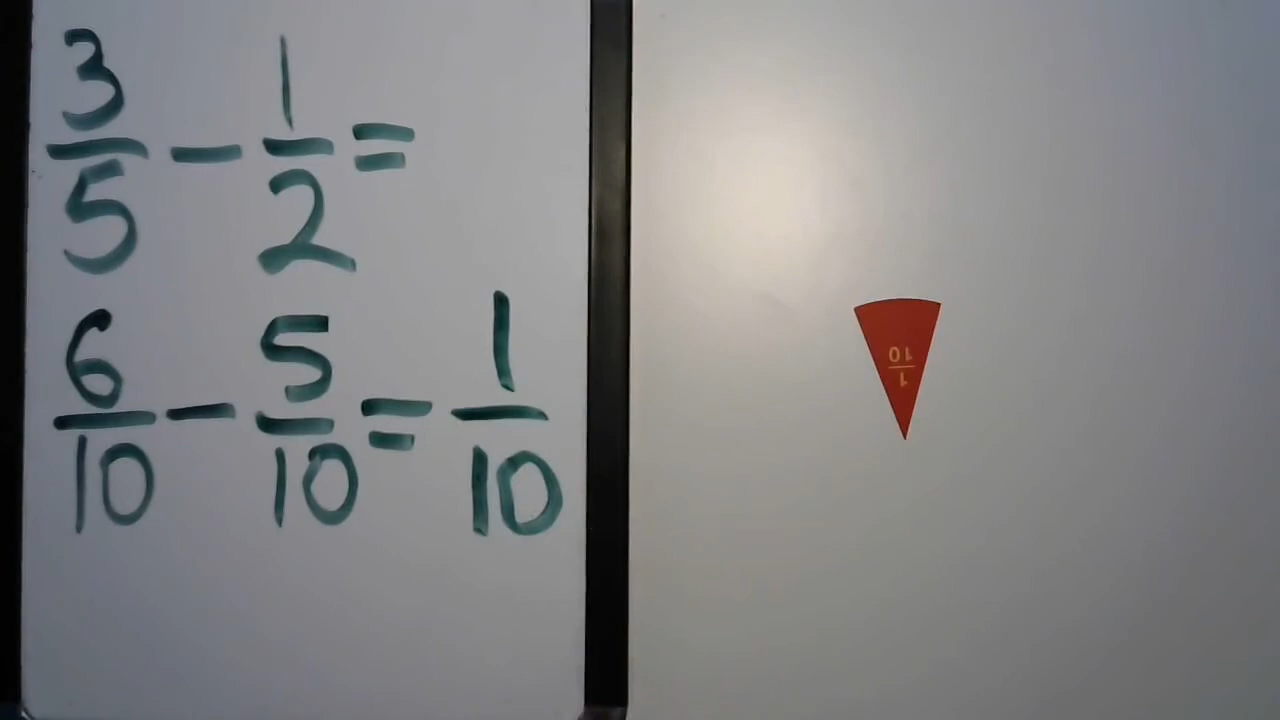 3/5 - 1/2 =
6/10 - 5/10 = 1/10
1/10